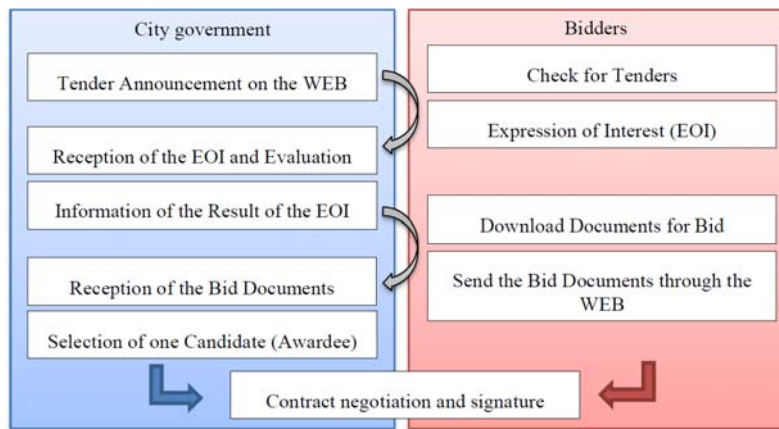 City government
Tender Announcement on the WEB
Reception of the EOI and Evaluation
Information of the Result of the EOI
Reception of the Bid Documents
Selection of one Candidate (Awardee)
Bidders
Check for Tenders
Expression of Interest (EOI)
Download Documents for Bid
Send the Bid Documents through the
WEB
Contract negotiation and signature